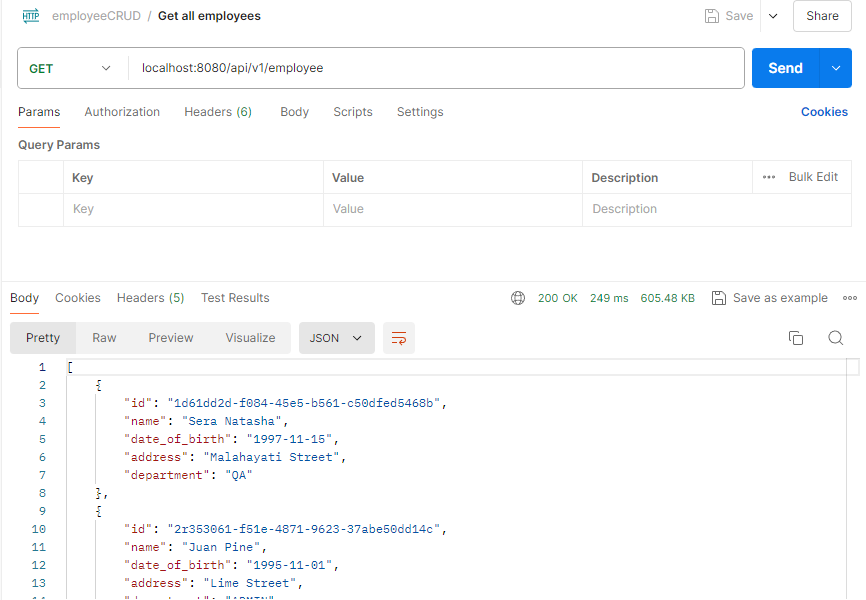 HTTP employeeCRUD / Get all employees Save Share
GET localhost:8080/api/v1/employee Send
Params Authorization Headers (6) Body Scripts Settings Cookies
Query Params
Key Value Description ••• Bulk Edit
Key Value Description
Body Cookies Headers (5) Test Results 200 OK 249 ms 605.48 KB Save as example
Pretty Raw Preview Visualize JSON
1 [
2 {
3 "id": "1d61dd2d-f084-45e5-b561-c50dfed5468b",
4 "name": "Sera Natasha",
5 "date_of_birth": "1997-11-15",
6 "address": "Malahayati Street",
7 "department": "QA"
8 },
9 {
10 "id": "2r353061-f51e-4871-9623-37abe50dd14c",
11 "name": "Juan Pine",
12 "date_of_birth": "1995-11-01",
13 "address": "Lime Street",
14 "department": "ADMIN"